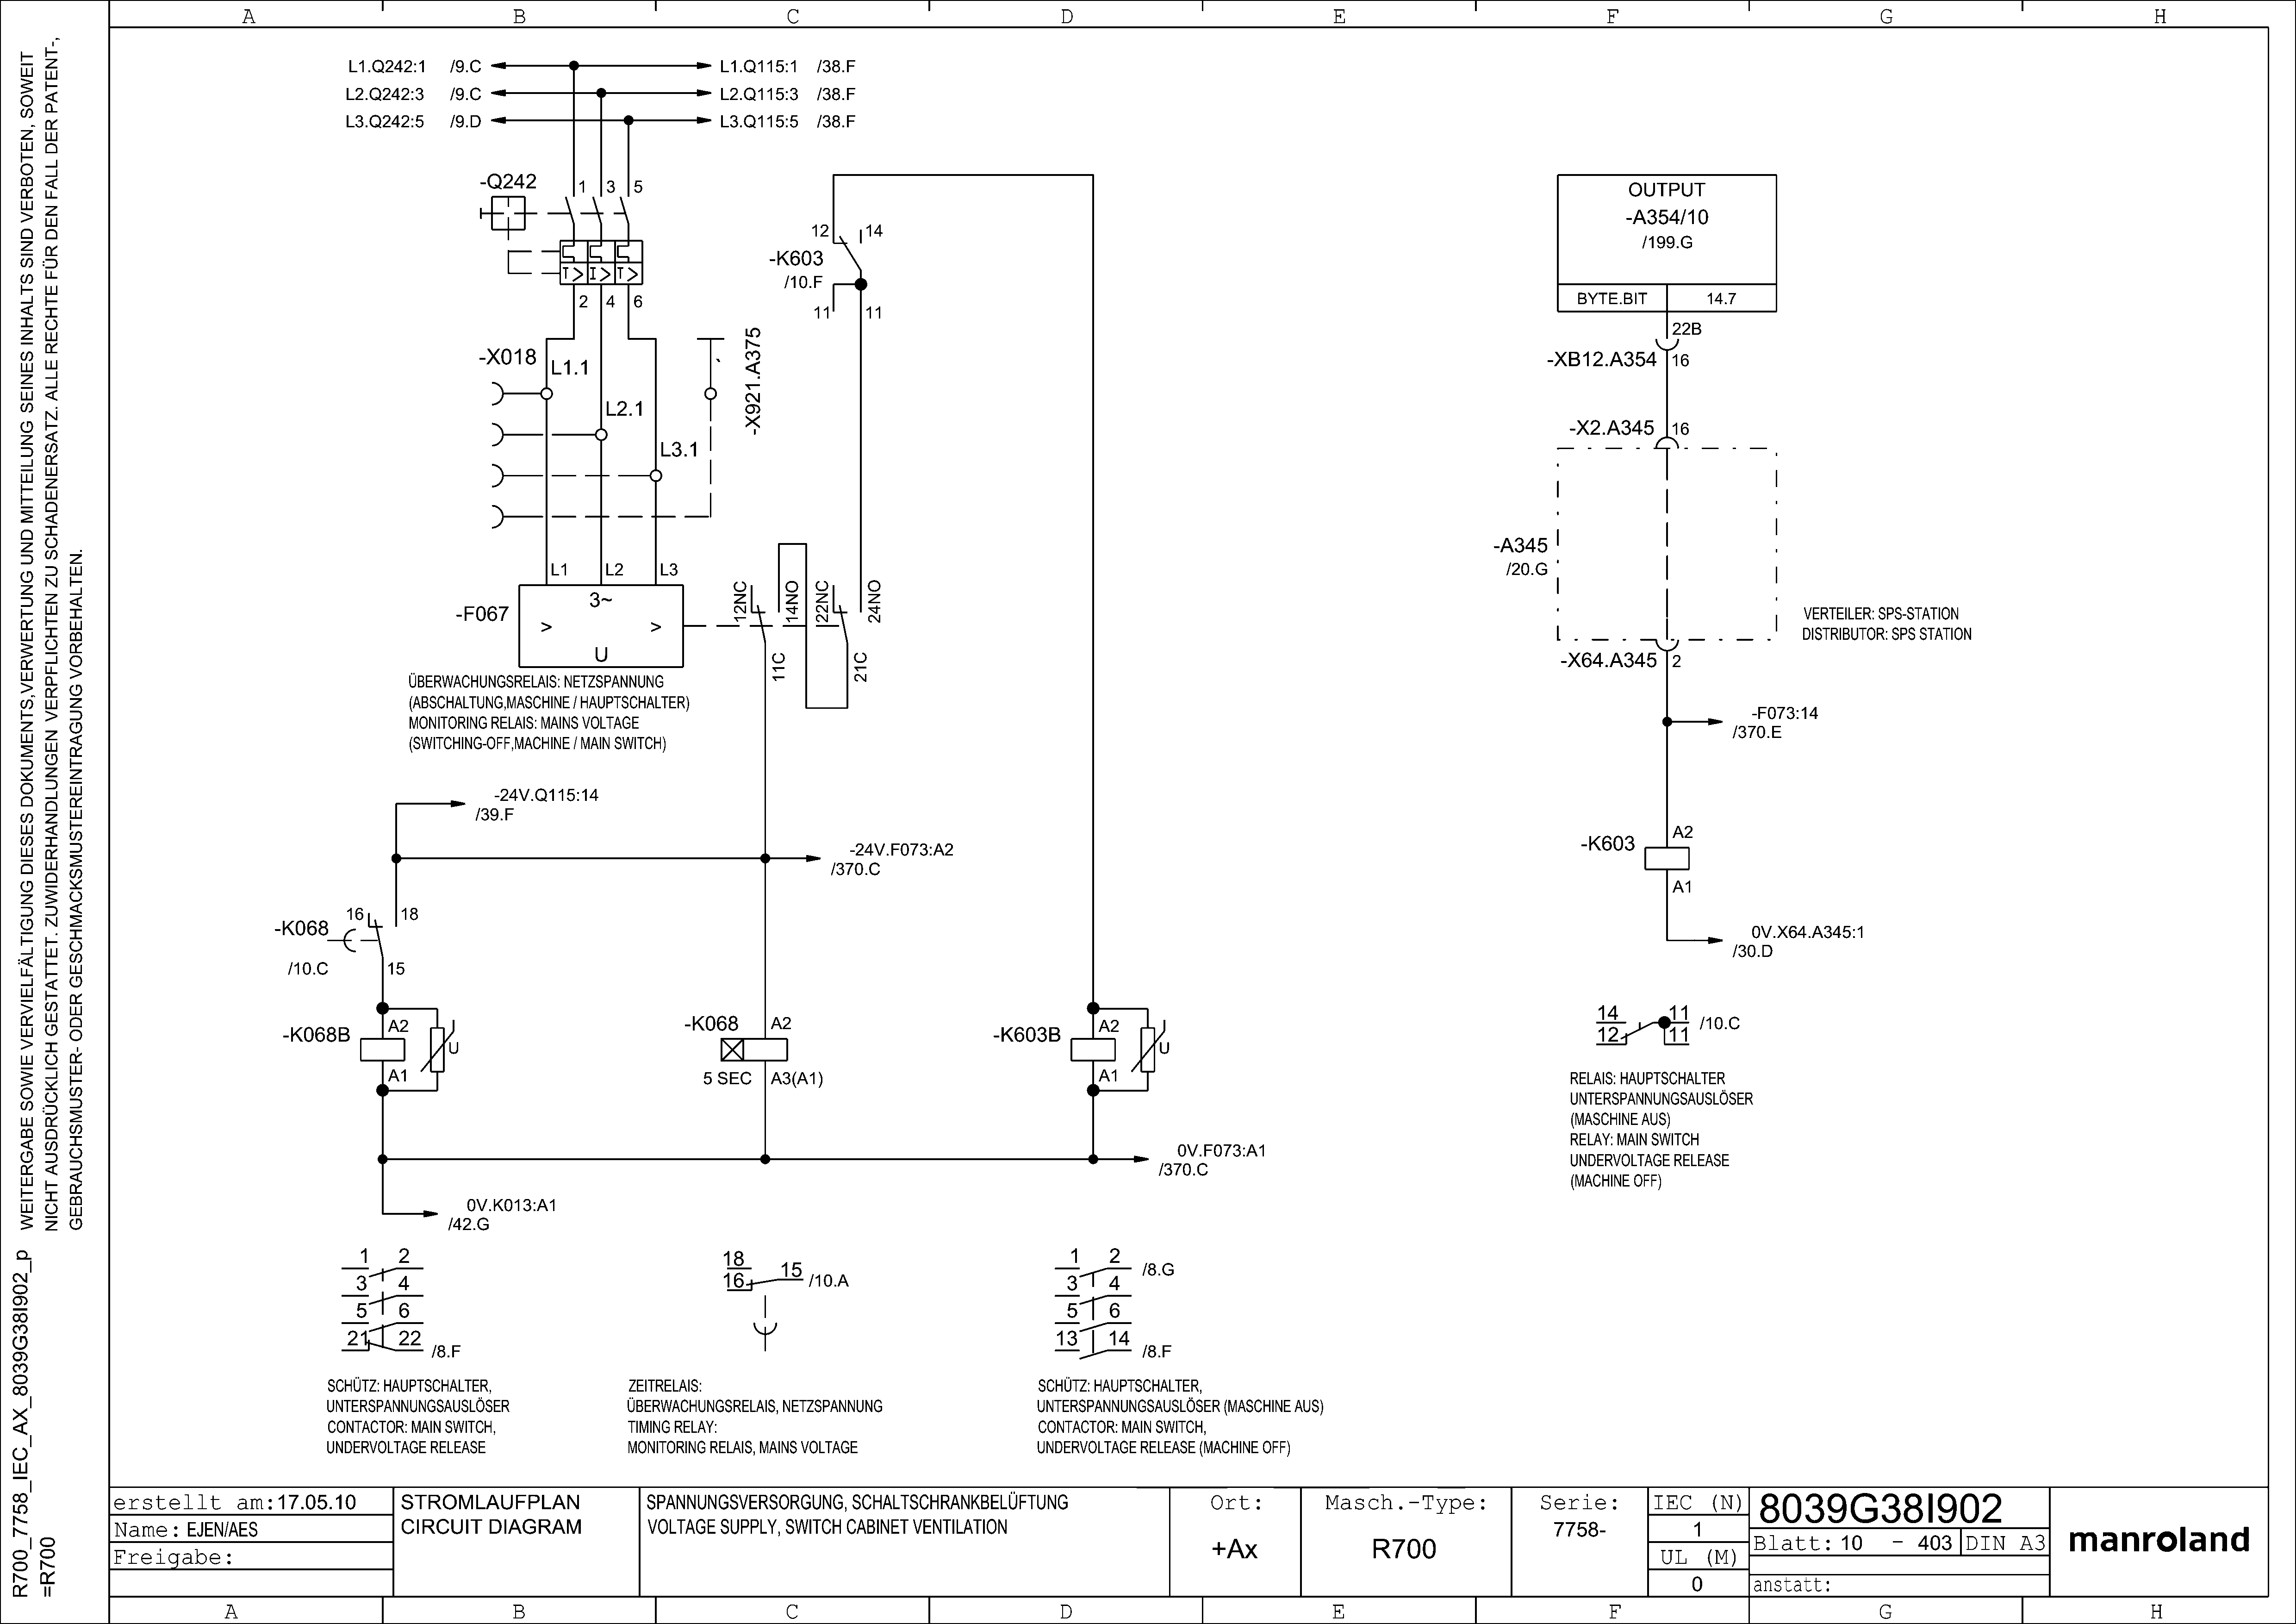 A B C D E F G H
WEITERGABE SOWIE VERVIELFÄLTIGUNG DIESES DOKUMENTS,VERWERTUNG UND MITTEILUNG SEINES INHALTS SIND VERBOTEN, SOWEIT
NICHT AUSDRÜCKLICH GESTATTET. ZUWIDERHANDLUNGEN VERPFLICHTEN ZU SCHADENERSATZ. ALLE RECHTE FÜR DEN FALL DER PATENT-,
GEBRAUCHSMUSTER- ODER GESCHMACKSMUSTEREINTRAGUNG VORBEHALTEN.
R700_7758_IEC_AX_8039G38I902_p
=R700
L1.Q242:1 /9.C L1.Q115:1 /38.F
L2.Q242:3 /9.C L2.Q115:3 /38.F
L3.Q242:5 /9.D L3.Q115:5 /38.F
-Q242 1 3 5
I> I> I>
2 4 6
-X018
L1.1
L2.1
L3.1
-X921.A375
L1 L2 L3
-F067
3~
> >
U
12NC 14NO 22NC 24NO
11C 21C
ÜBERWACHUNGSRELAIS: NETZSPANNUNG
(ABSCHALTUNG,MASCHINE / HAUPTSCHALTER)
MONITORING RELAIS: MAINS VOLTAGE
(SWITCHING-OFF,MACHINE / MAIN SWITCH)
12 14
-K603
/10.F
11 11
-24V.Q115:14
/39.F
-24V.F073:A2
/370.C
16 18
-K068
/10.C
15
-K068B
A2
U
A1
-K068 A2
5 SEC A3(A1)
-K603B
A2
U
A1
0V.F073:A1
/370.C
0V.K013:A1
/42.G
1 2
3 4
5 6
21 22
/8.F
18
16 15 /10.A
1 2
/8.G
3 4
5 6
13 14
/8.F
SCHÜTZ: HAUPTSCHALTER,
UNTERSPANNUNGSAUSLÖSER
CONTACTOR: MAIN SWITCH,
UNDERVOLTAGE RELEASE
ZEITRELAIS:
ÜBERWACHUNGSRELAIS, NETZSPANNUNG
TIMING RELAY:
MONITORING RELAIS, MAINS VOLTAGE
SCHÜTZ: HAUPTSCHALTER,
UNTERSPANNUNGSAUSLÖSER (MASCHINE AUS)
CONTACTOR: MAIN SWITCH,
UNDERVOLTAGE RELEASE (MACHINE OFF)
OUTPUT
-A354/10
/199.G
BYTE.BIT 14.7
22B
-XB12.A354 16
-X2.A345 16
-A345
/20.G
VERTEILER: SPS-STATION
DISTRIBUTOR: SPS STATION
-X64.A345 2
-F073:14
/370.E
-K603
A2
A1
0V.X64.A345:1
/30.D
14 11
/10.C
12 11
RELAIS: HAUPTSCHALTER
UNTERSPANNUNGSAUSLÖSER
(MASCHINE AUS)
RELAY: MAIN SWITCH
UNDERVOLTAGE RELEASE
(MACHINE OFF)
erstellt am:17.05.10
Name: EJEN/AES
Freigabe:
STROMLAUFPLAN
CIRCUIT DIAGRAM
SPANNUNGSVERSORGUNG, SCHALTSCHRANKBELÜFTUNG
VOLTAGE SUPPLY, SWITCH CABINET VENTILATION
Ort:
+Ax
Masch.-Type:
R700
Serie:
7758-
IEC (N)
1
UL (M)
0
8039G38I902
Blatt: 10 - 403 DIN A3
anstatt:
manroland
A B C D E F G H